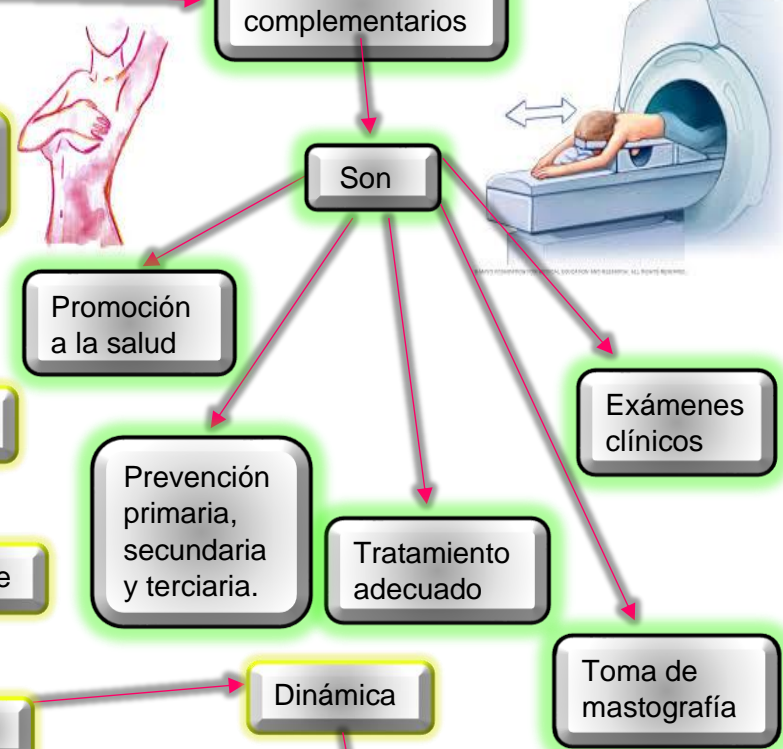 complementarios
Son
Promoción
a la salud
Exámenes
clínicos
Prevención
primaria,
secundaria
y terciaria.
Tratamiento
adecuado
e
Dinámica
Toma de
mastografía